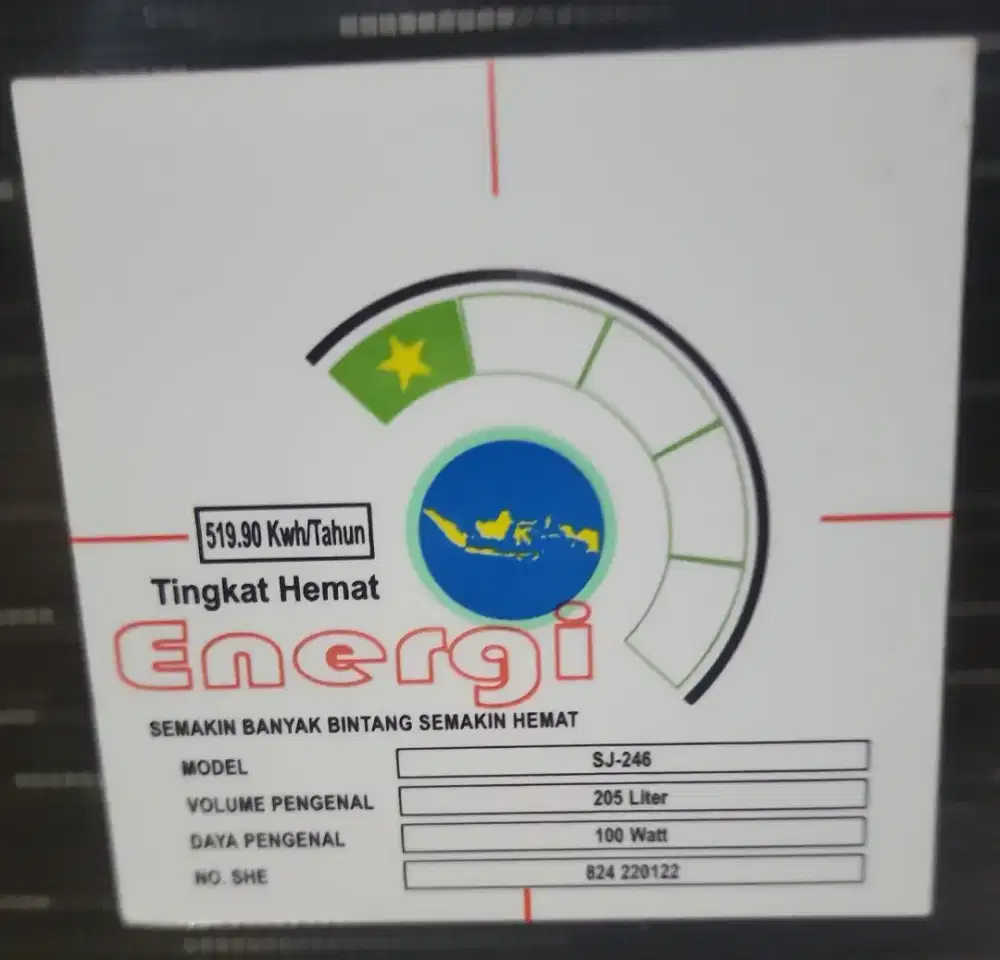 519.90 Kwh/Tahun
Tingkat Hemat
Energi
SEMAKIN BANYAK BINTANG SEMAKIN HEMAT
MODEL SJ-246
VOLUME PENGENAL 205 Liter
DAYA PENGENAL 100 Watt
NO. SHE 824 220122